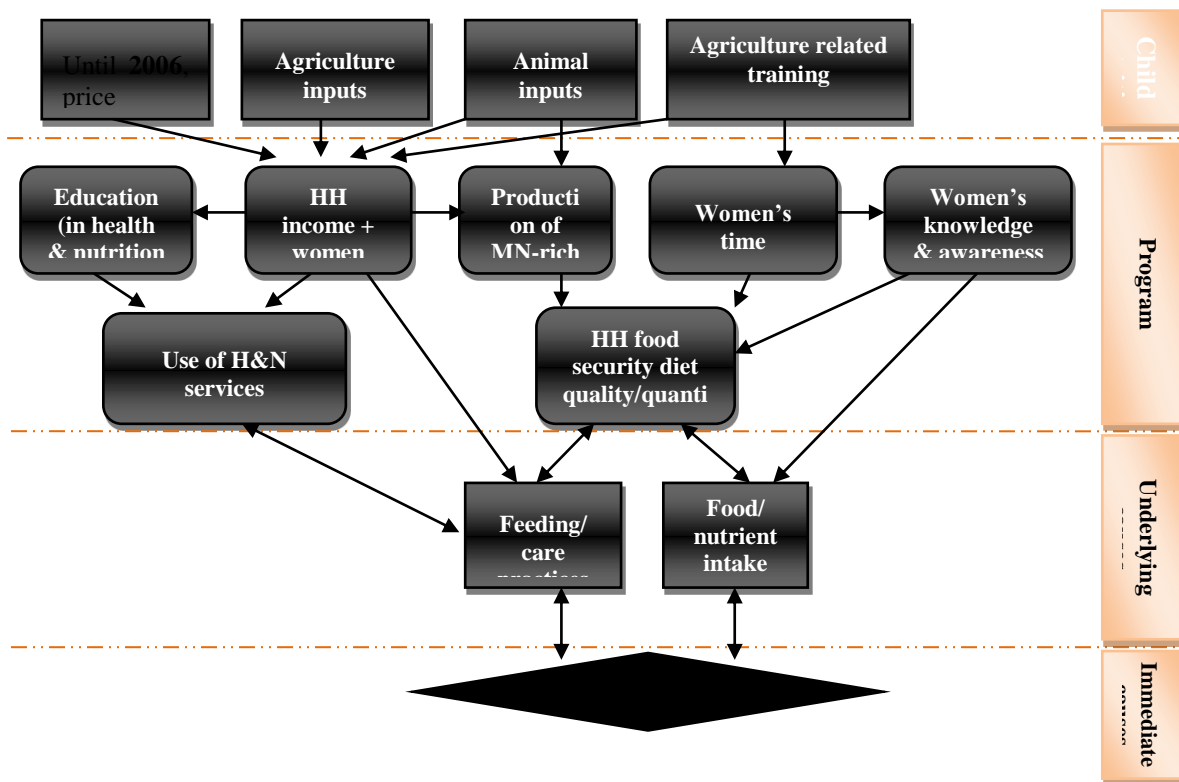 Until 2006,
price
Agriculture
inputs
Animal
inputs
Agriculture related
training
Child
Education
(in health
& nutrition
HH
income +
women
Producti
on of
MN-rich
Women's
time
Women's
knowledge
& awareness
Program
Use of H&N
services
HH food
security diet
quality/quanti
Feeding/
care
practices
Food/
nutrient
intake
Underlying
Immediate
causes